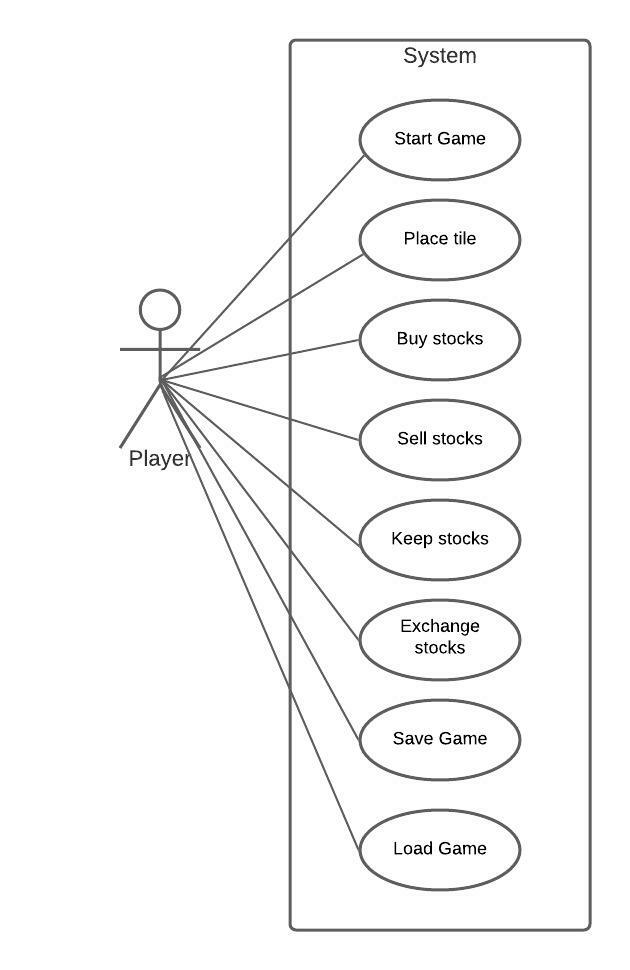 System
Start Game
Place tile
Buy stocks
Sell stocks
Player
Keep stocks
Exchange
stocks
Save Game
Load Game